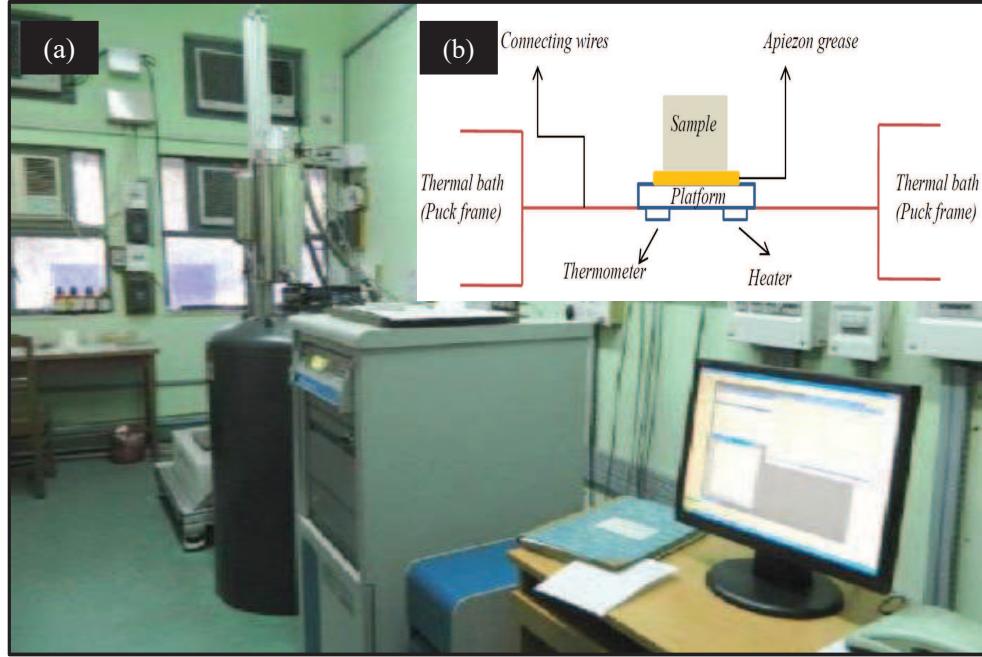 (a)
(b)
Connecting wires
Apiezon grease
Sample
Thermal bath
(Puck frame)
Platform
Thermal bath
(Puck frame)
Thermometer
Heater